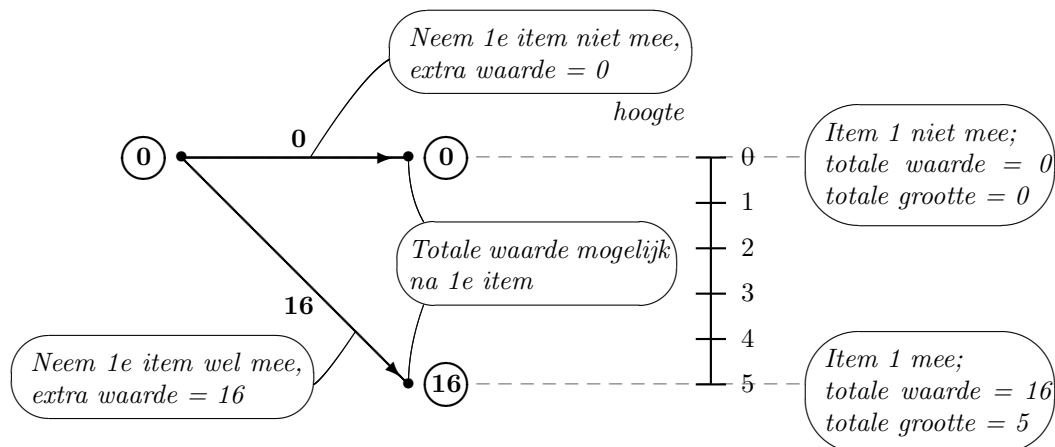 Neem 1e item niet mee,
extra waarde = 0
hoogte
0
0
0
0
Item 1 niet mee;
totale waarde = 0
totale grootte = 0
1
2
3
4
5
Totale waarde mogelijk
na 1e item
16
Neem 1e item wel mee,
extra waarde = 16
16
Item 1 mee;
totale waarde = 16
totale grootte = 5